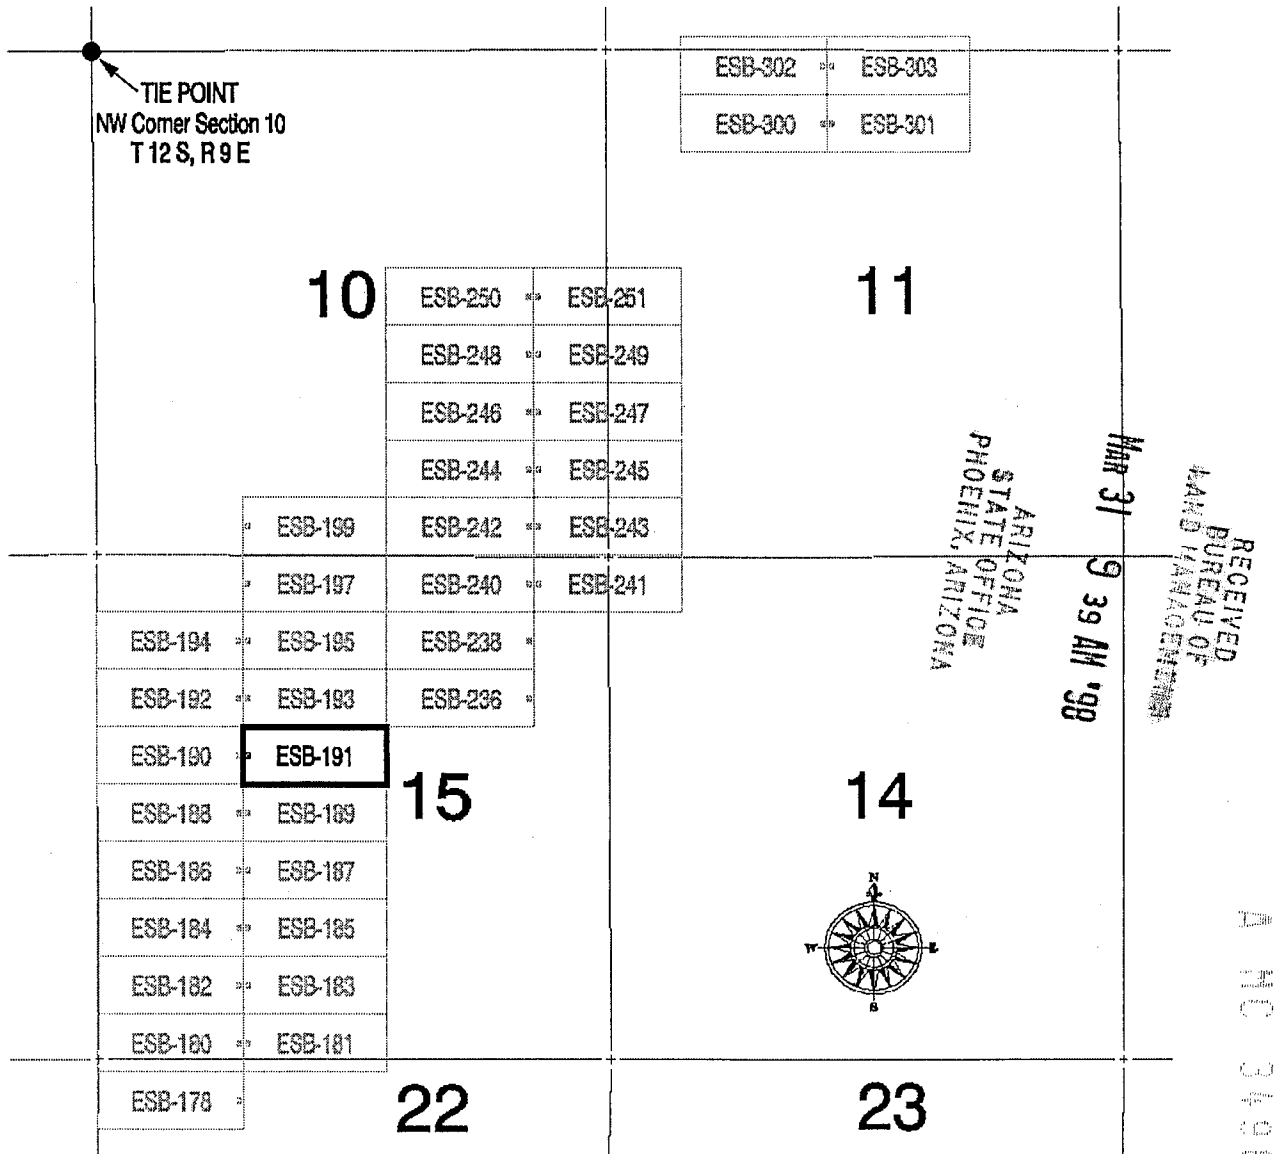 ESB-302 ESB-303
TIE POINT
NW Corner Section 10
T 12 S, R 9 E
ESB-300 ESB-301
10
11
ESB-250 ESB-251
ESB-248 ESB-249
ESB-246 ESB-247
ESB-244 ESB-245
ESB-199 ESB-242 ESB-243
ESB-197 ESB-240 ESB-241
ESB-194 ESB-195 ESB-238
ESB-192 ESB-193 ESB-236
ESB-190 ESB-191
15
14
ESB-188 ESB-189
ESB-186 ESB-187
ESB-184 ESB-185
ESB-182 ESB-183
ESB-180 ESB-181
ESB-178
22
23
N
W E
S
RECEIVED
BUREAU OF
LAND MANAGEMENT
MAR 31 9 39 AM '98
ARIZONA
STATE OFFICE
PHOENIX, ARIZONA
A MC